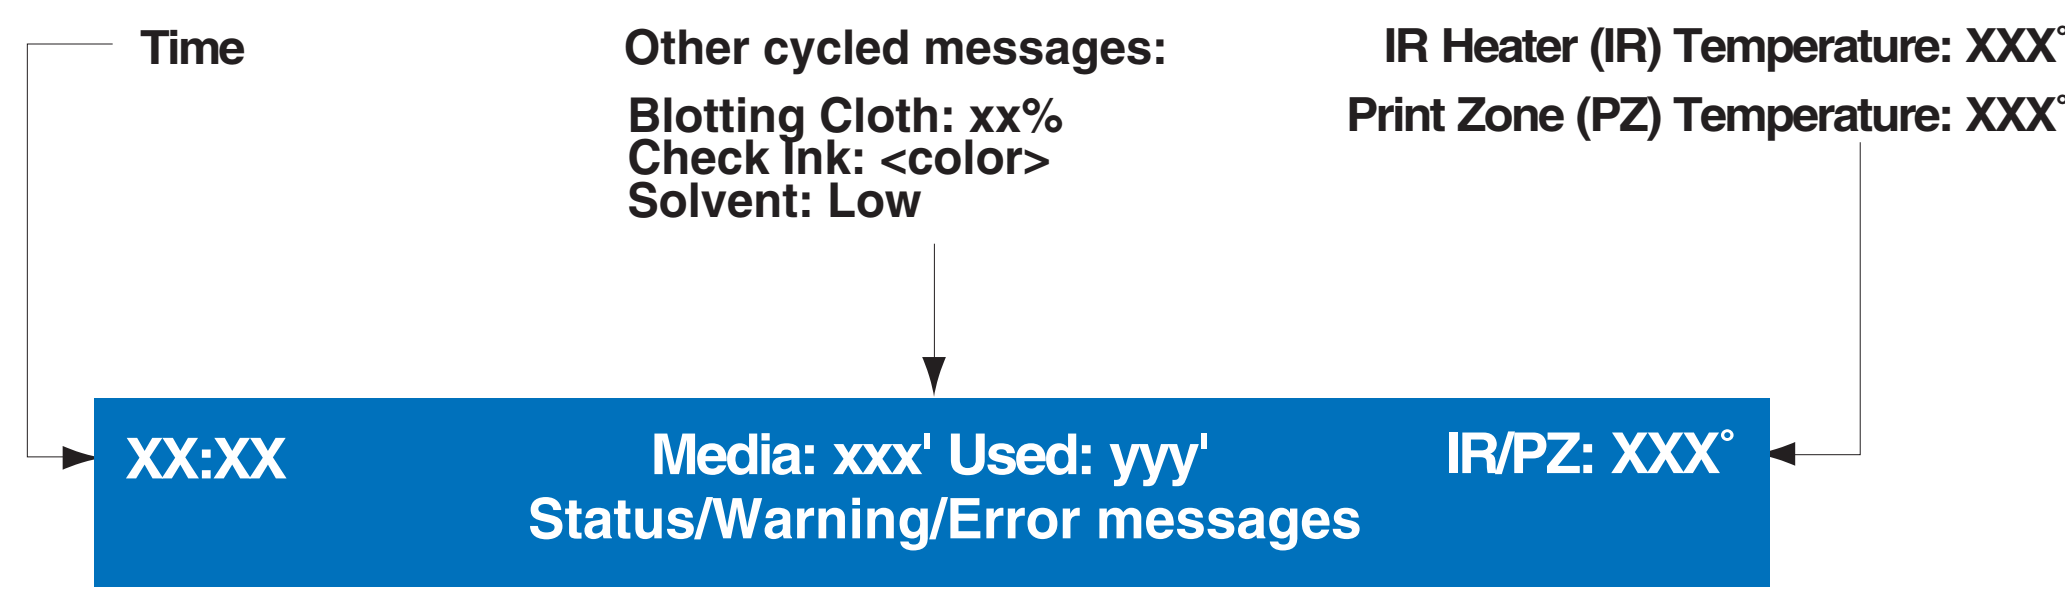 Time
Other cycled messages:
Blotting Cloth: xx%
Check Ink: <color>
Solvent: Low
IR Heater (IR) Temperature: XXX°
Print Zone (PZ) Temperature: XXX°
XX:XX
Media: xxx' Used: yyy'
IR/PZ: XXX°
Status/Warning/Error messages